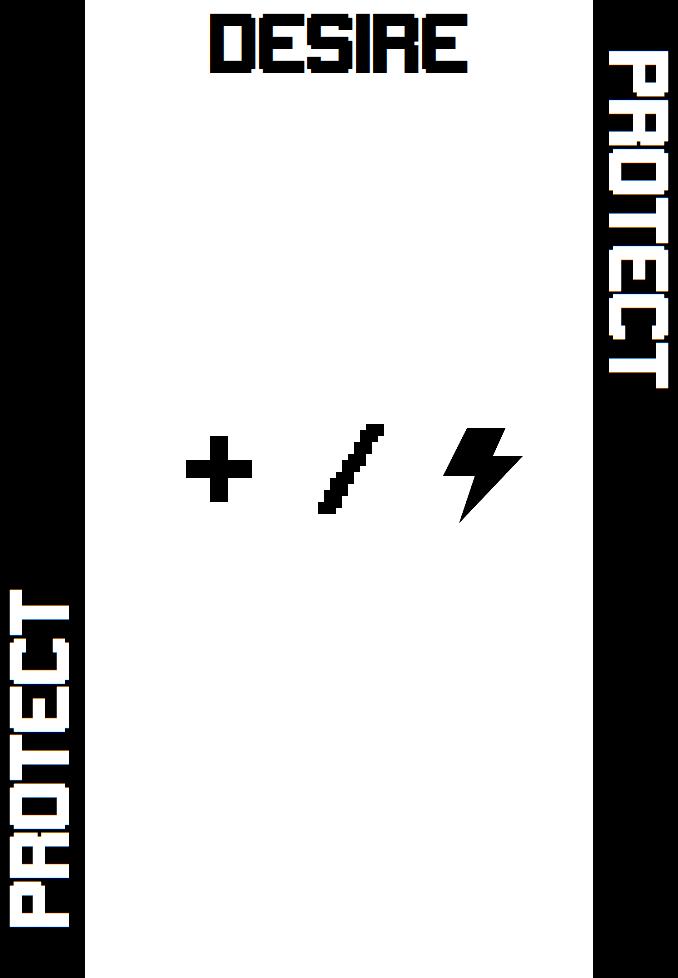 DESIRE
PROTECT
+ / ⚡
PROTECT